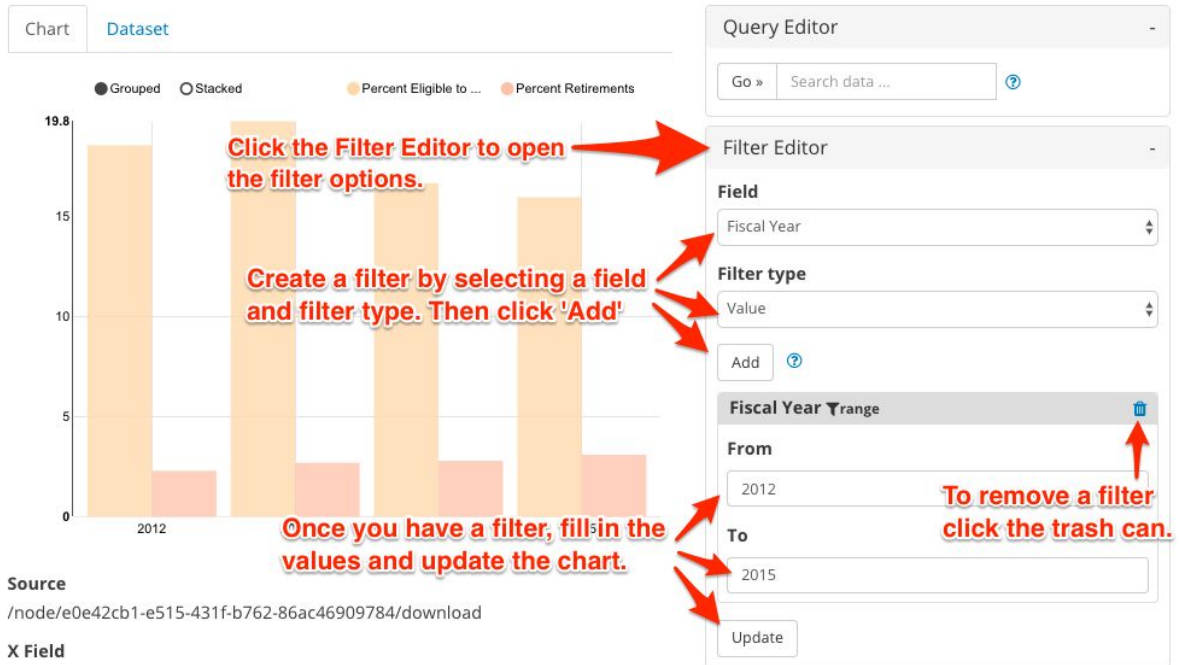 Chart
Dataset
Grouped
Stacked
Percent Eligible to ...
Percent Retirements
19.8
15
10
5
0
2012
Source
/node/e0e42cb1-e515-431f-b762-86ac46909784/download
X Field
Click the Filter Editor to open
the filter options.
Create a filter by selecting a field
and filter type. Then click 'Add'
Once you have a filter, fill in the
values and update the chart.
Query Editor -
Go » Search data ...
Filter Editor -
Field
Fiscal Year
Filter type
Value
Add
Fiscal Year range
From
2012
To
2015
To remove a filter
click the trash can.
Update